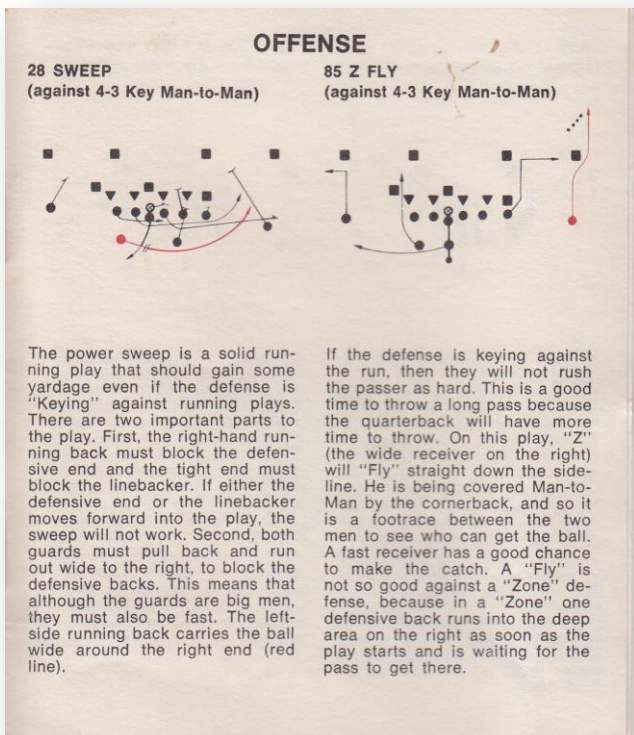 OFFENSE
28 SWEEP
(against 4-3 Key Man-to-Man)
The power sweep is a solid run-
ning play that should gain some
yardage even if the defense is
"Keying" against running plays.
There are two important parts to
the play. First, the right-hand run-
ning back must block the defen-
sive end and the tight end must
block the linebacker. If either the
defensive end or the linebacker
moves forward into the play, the
sweep will not work. Second, both
guards must pull back and run
out wide to the right, to block the
defensive backs. This means that
although the guards are big men,
they must also be fast. The left-
side running back carries the ball
wide around the right end (red
line).
85 Z FLY
(against 4-3 Key Man-to-Man)
If the defense is keying against
the run, then they will not rush
the passer as hard. This is a good
time to throw a long pass because
the quarterback will have more
time to throw. On this play, "Z"
(the wide receiver on the right)
will "Fly" straight down the side-
line. He is being covered Man-to-
Man by the cornerback, and so it
is a footrace between the two
men to see who can get the ball.
A fast receiver has a good chance
to make the catch. A "Fly" is
not so good against a "Zone" de-
fense, because in a "Zone" one
defensive back runs into the deep
area on the right as soon as the
play starts and is waiting for the
pass to get there.